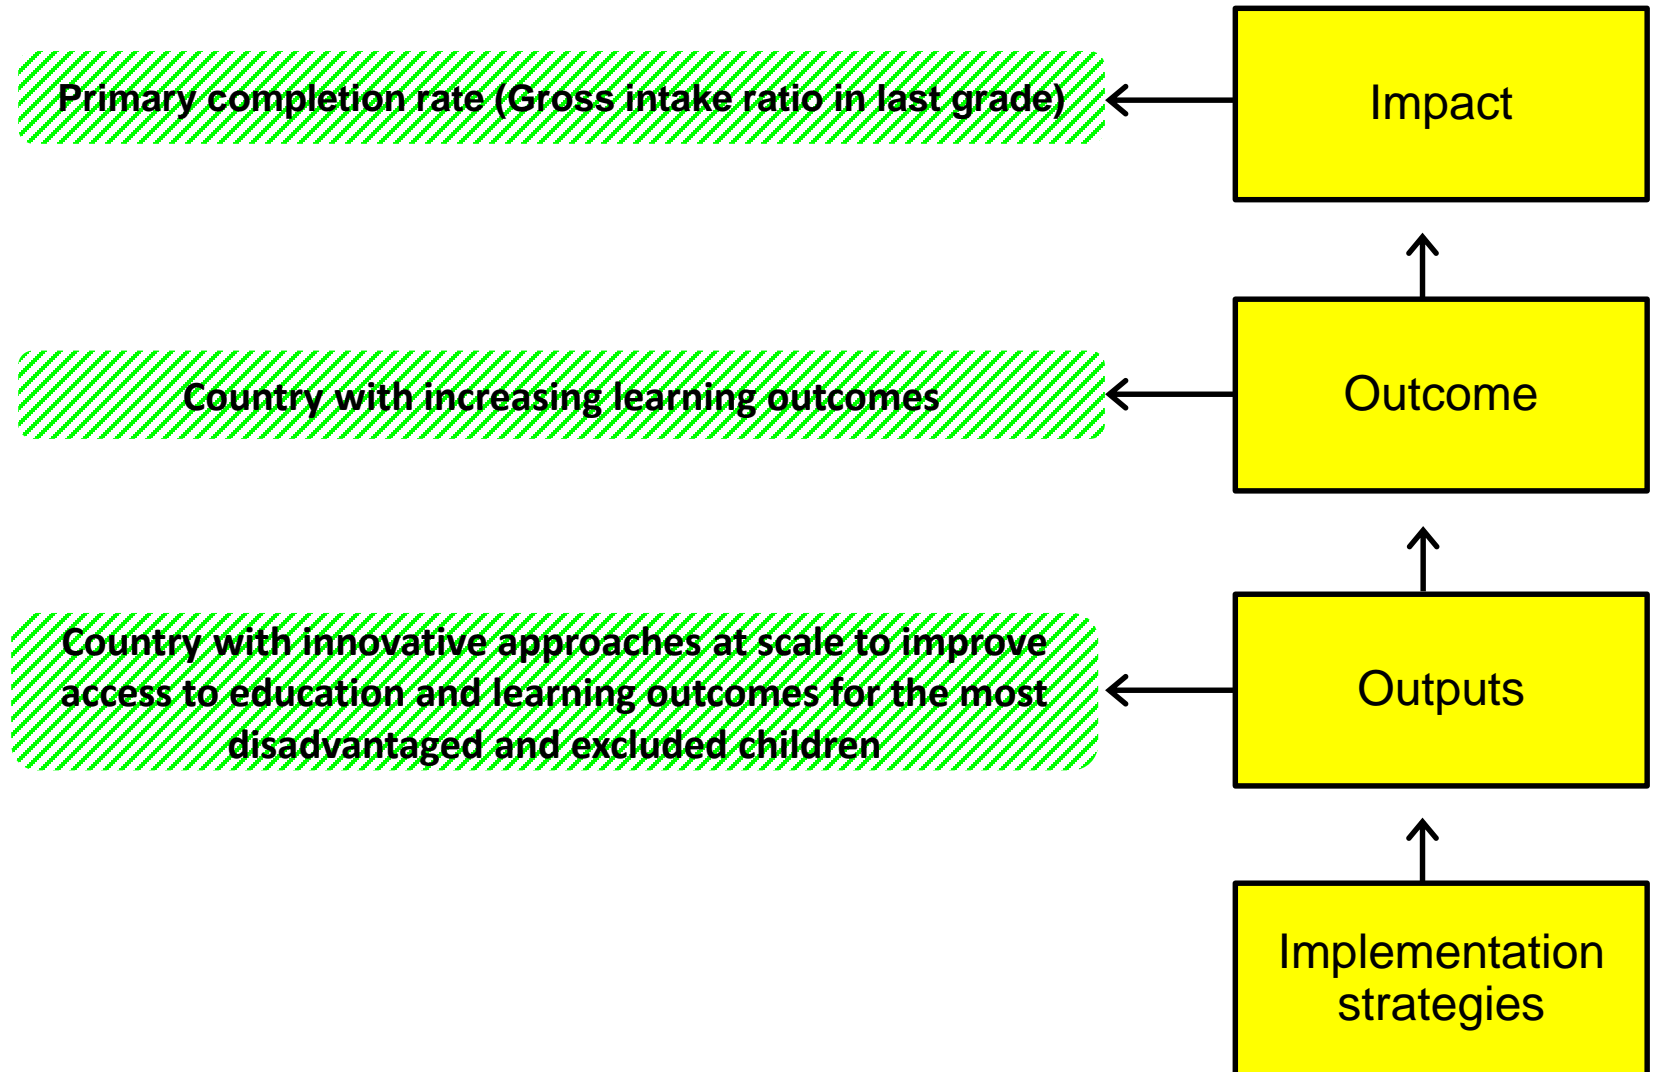 Primary completion rate (Gross intake ratio in last grade)
Impact
Country with increasing learning outcomes
Outcome
Country with innovative approaches at scale to improve
access to education and learning outcomes for the most
disadvantaged and excluded children
Outputs
Implementation
strategies